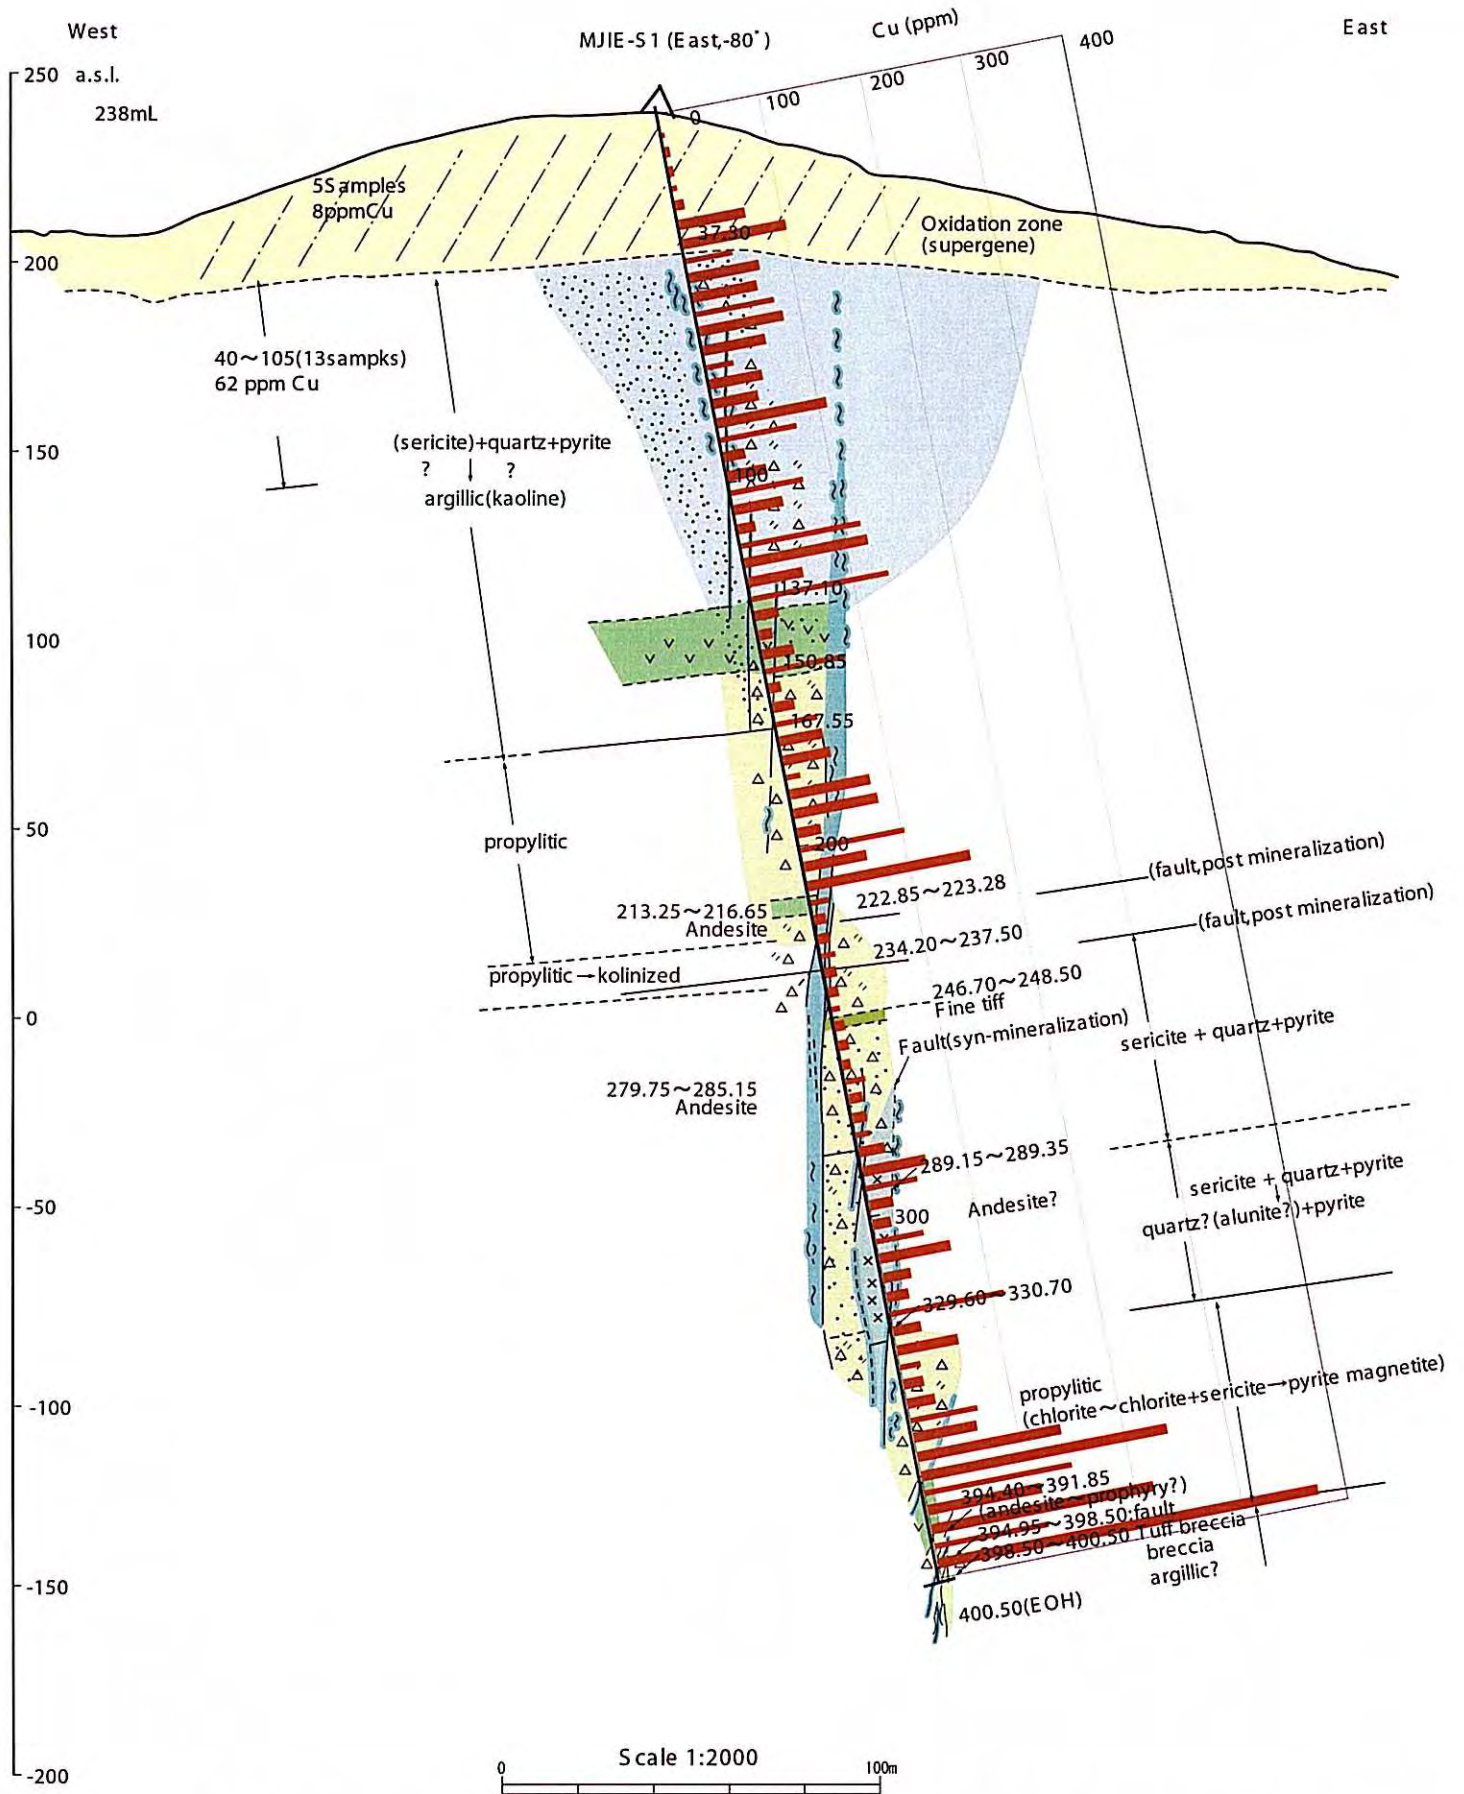 West
MJIE-S1 (East,-80˚)
Cu (ppm)
East
0
100
200
300
400
250 a.s.l.
238mL
5Samples
8ppmCu
37.30
Oxidation zone
(supergene)
200
40~105(13sampks)
62 ppm Cu
150
(sericite)+quartz+pyrite
? ?
argillic(kaoline)
100
137.10
100
150.85
167.55
50
propylitic
200
(fault,post mineralization)
222.85~223.28
213.25~216.65
Andesite
(fault,post mineralization)
234.20~237.50
propylitic→kolinized
246.70~248.50
Fine tiff
0
Fault(syn-mineralization)
sericite + quartz+pyrite
279.75~285.15
Andesite
289.15~289.35
sericite + quartz+pyrite
-50
300
Andesite?
quartz? (alunite?)+pyrite
329.60~330.70
propylitic
(chlorite~chlorite+sericite→pyrite magnetite)
-100
394.40~391.85
(andesite~prophyry?)
394.95~398.50:fault
398.50~400.50 Tuff breccia
breccia
argillic?
-150
400.50(EOH)
Scale 1:2000
0
100m
-200